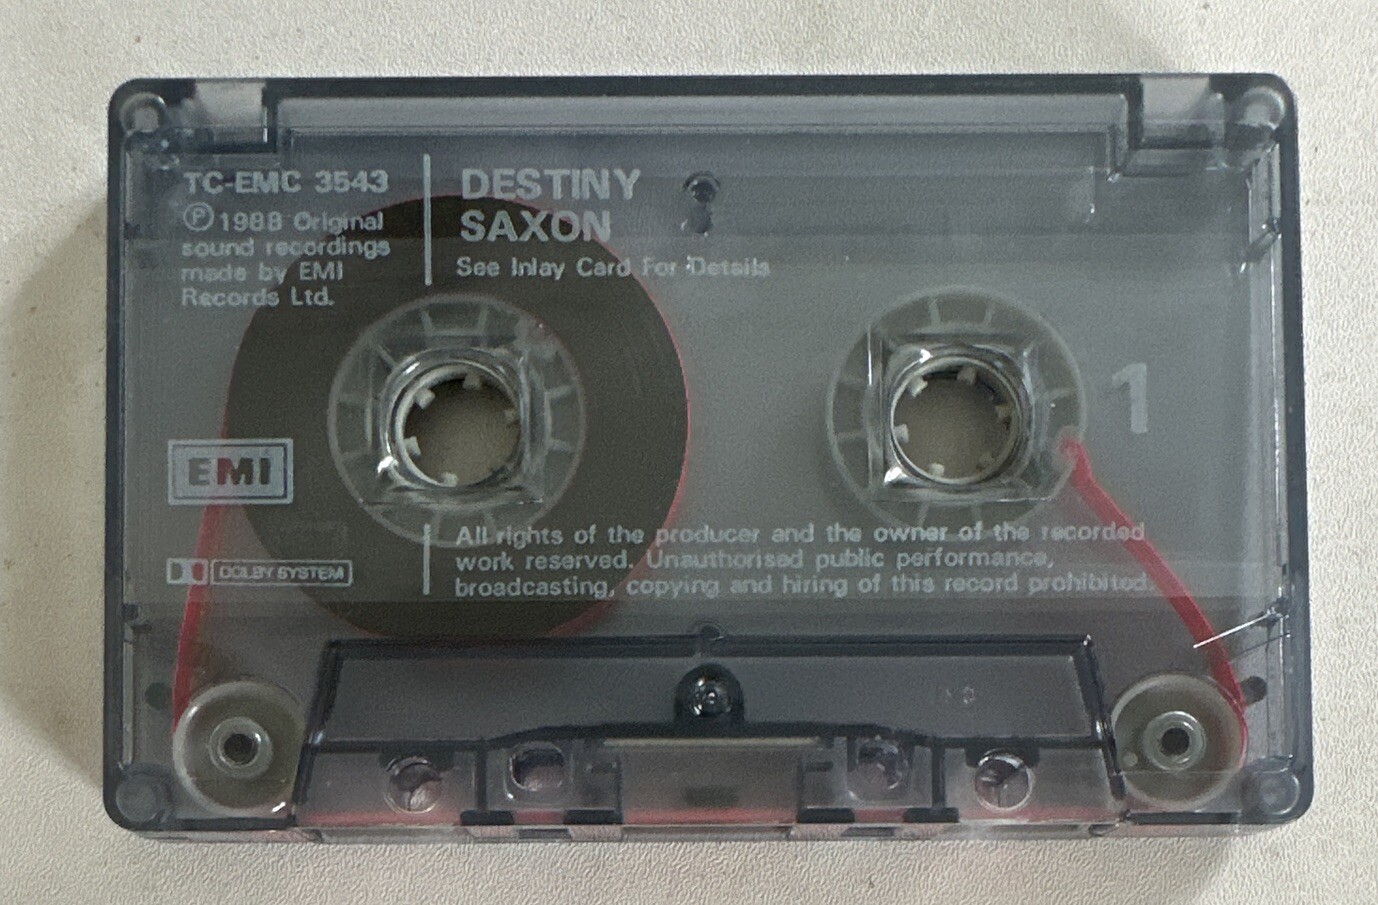 TC-EMC 3543
Ⓟ 1988 Original
sound recordings
made by EMI
Records Ltd.
DESTINY
SAXON
See Inlay Card For Details
1
EMI
DOLBY SYSTEM
All rights of the producer and the owner of the recorded
work reserved. Unauthorised public performance,
broadcasting, copying and hiring of this record prohibited.